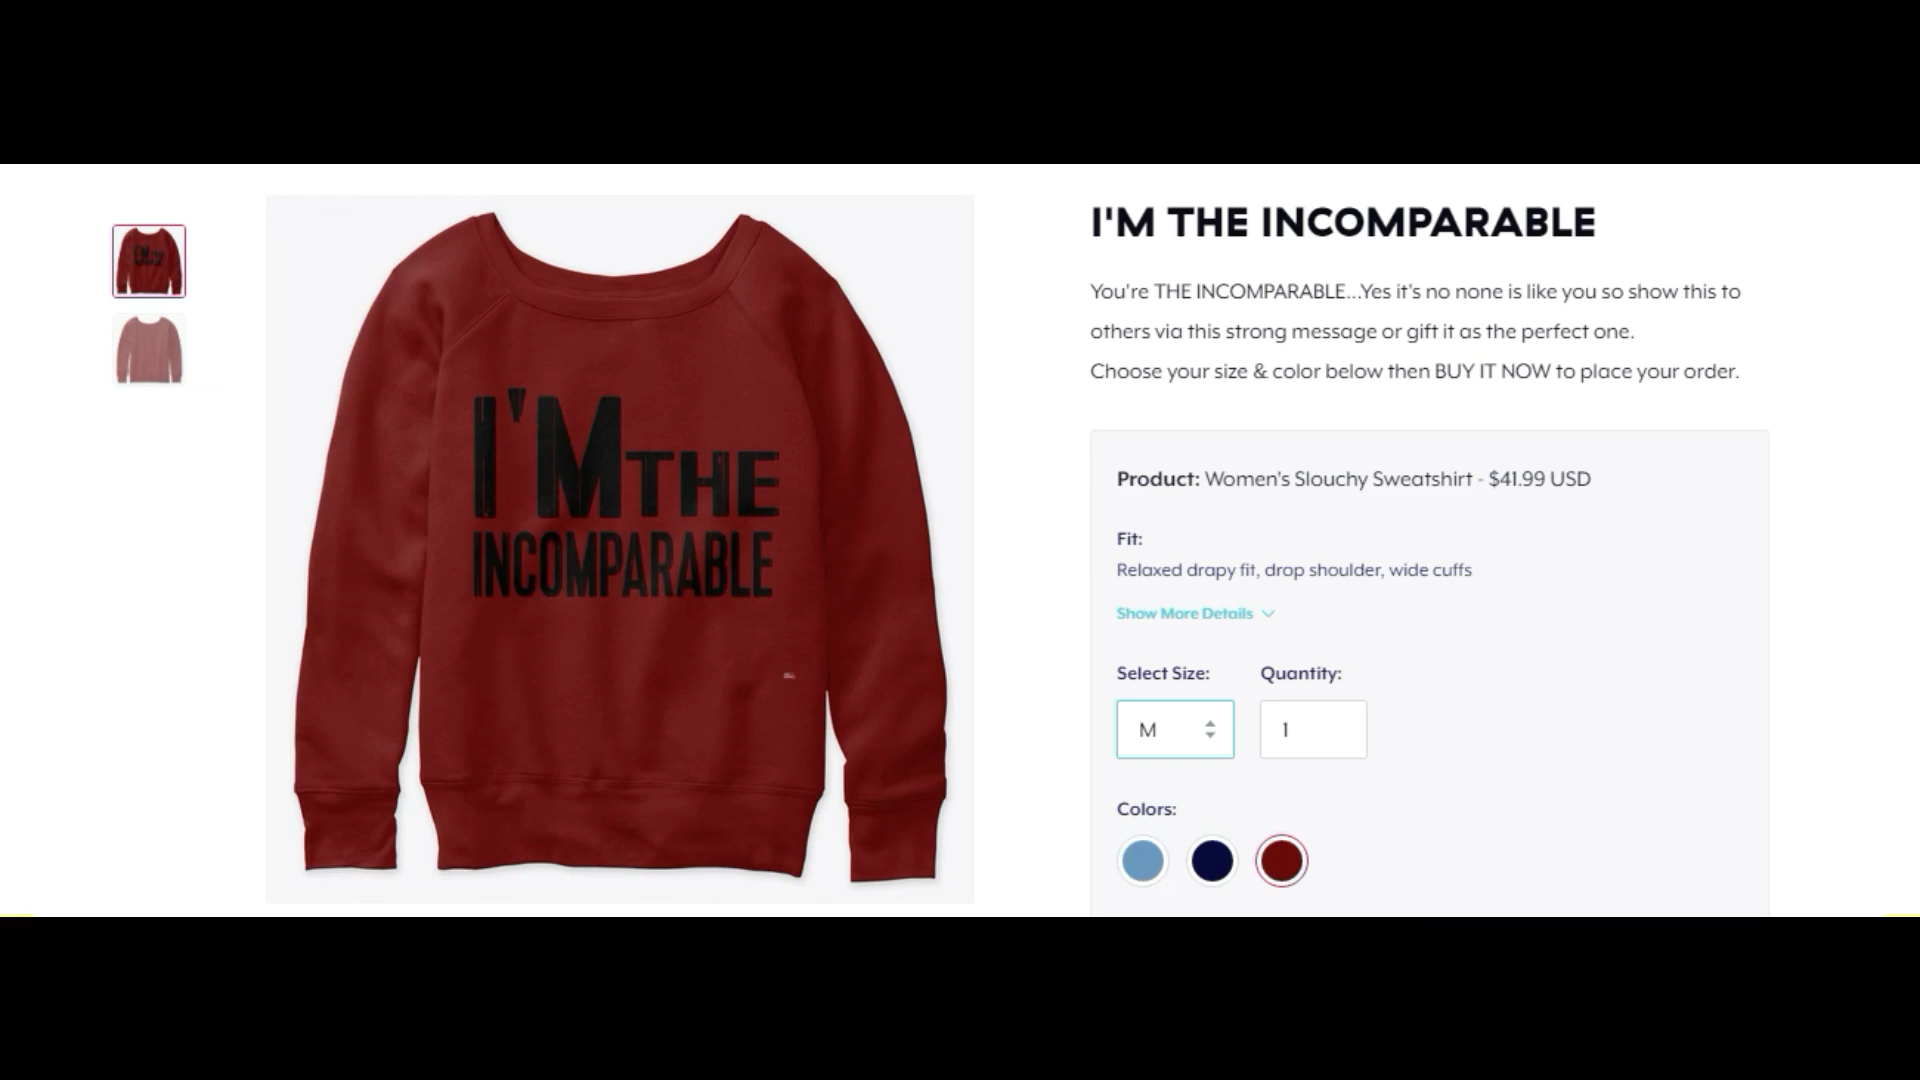 I'M THE
INCOMPARABLE
I'M THE INCOMPARABLE
You're THE INCOMPARABLE...Yes it's no none is like you so show this to
others via this strong message or gift it as the perfect one.
Choose your size & color below then BUY IT NOW to place your order.
Product: Women's Slouchy Sweatshirt - $41.99 USD
Fit:
Relaxed drapy fit, drop shoulder, wide cuffs
Show More Details
Select Size: Quantity:
M 1
Colors: